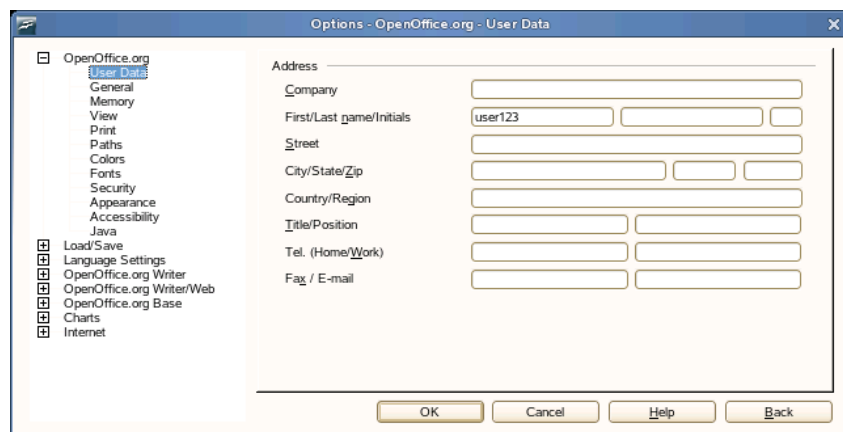 Options - OpenOffice.org - User Data
OpenOffice.org
User Data
General
Memory
View
Print
Paths
Colors
Fonts
Security
Appearance
Accessibility
Java
Load/Save
Language Settings
OpenOffice.org Writer
OpenOffice.org Writer/Web
OpenOffice.org Base
Charts
Internet
Address
Company
First/Last name/Initials user123
Street
City/State/Zip
Country/Region
Title/Position
Tel. (Home/Work)
Fax / E-mail
OK Cancel Help Back